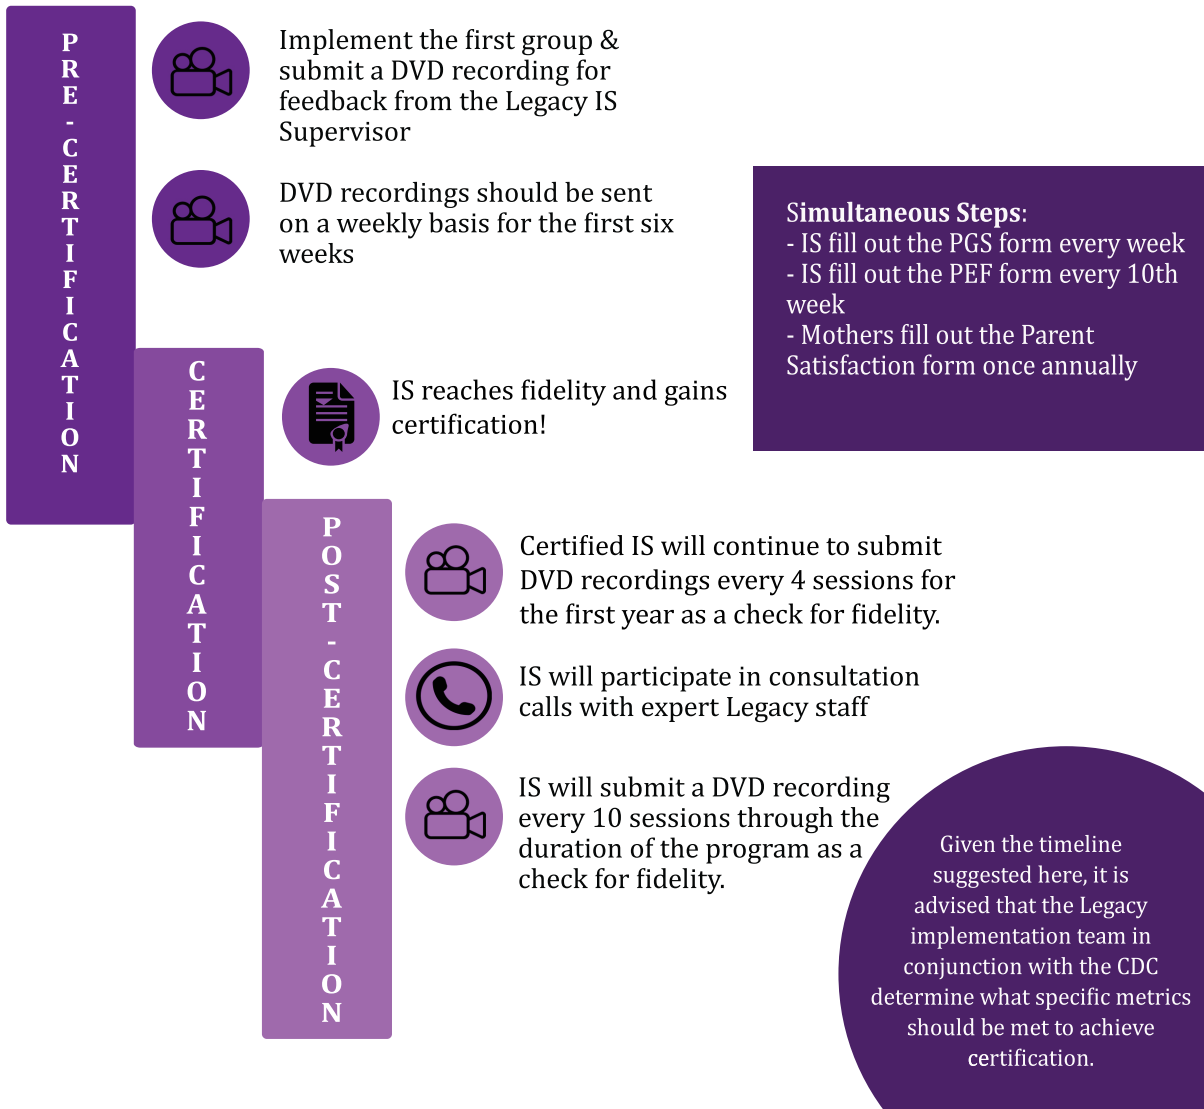 PRE-CERTIFICATION
Implement the first group &
submit a DVD recording for
feedback from the Legacy IS
Supervisor
DVD recordings should be sent
on a weekly basis for the first six
weeks
Simultaneous Steps:
- IS fill out the PGS form every week
- IS fill out the PEF form every 10th
week
- Mothers fill out the Parent
Satisfaction form once annually
CERTIFICATION
IS reaches fidelity and gains
certification!
POST-CERTIFICATION
Certified IS will continue to submit
DVD recordings every 4 sessions for
the first year as a check for fidelity.
IS will participate in consultation
calls with expert Legacy staff
IS will submit a DVD recording
every 10 sessions through the
duration of the program as a
check for fidelity.
Given the timeline
suggested here, it is
advised that the Legacy
implementation team in
conjunction with the CDC
determine what specific metrics
should be met to achieve
certification.